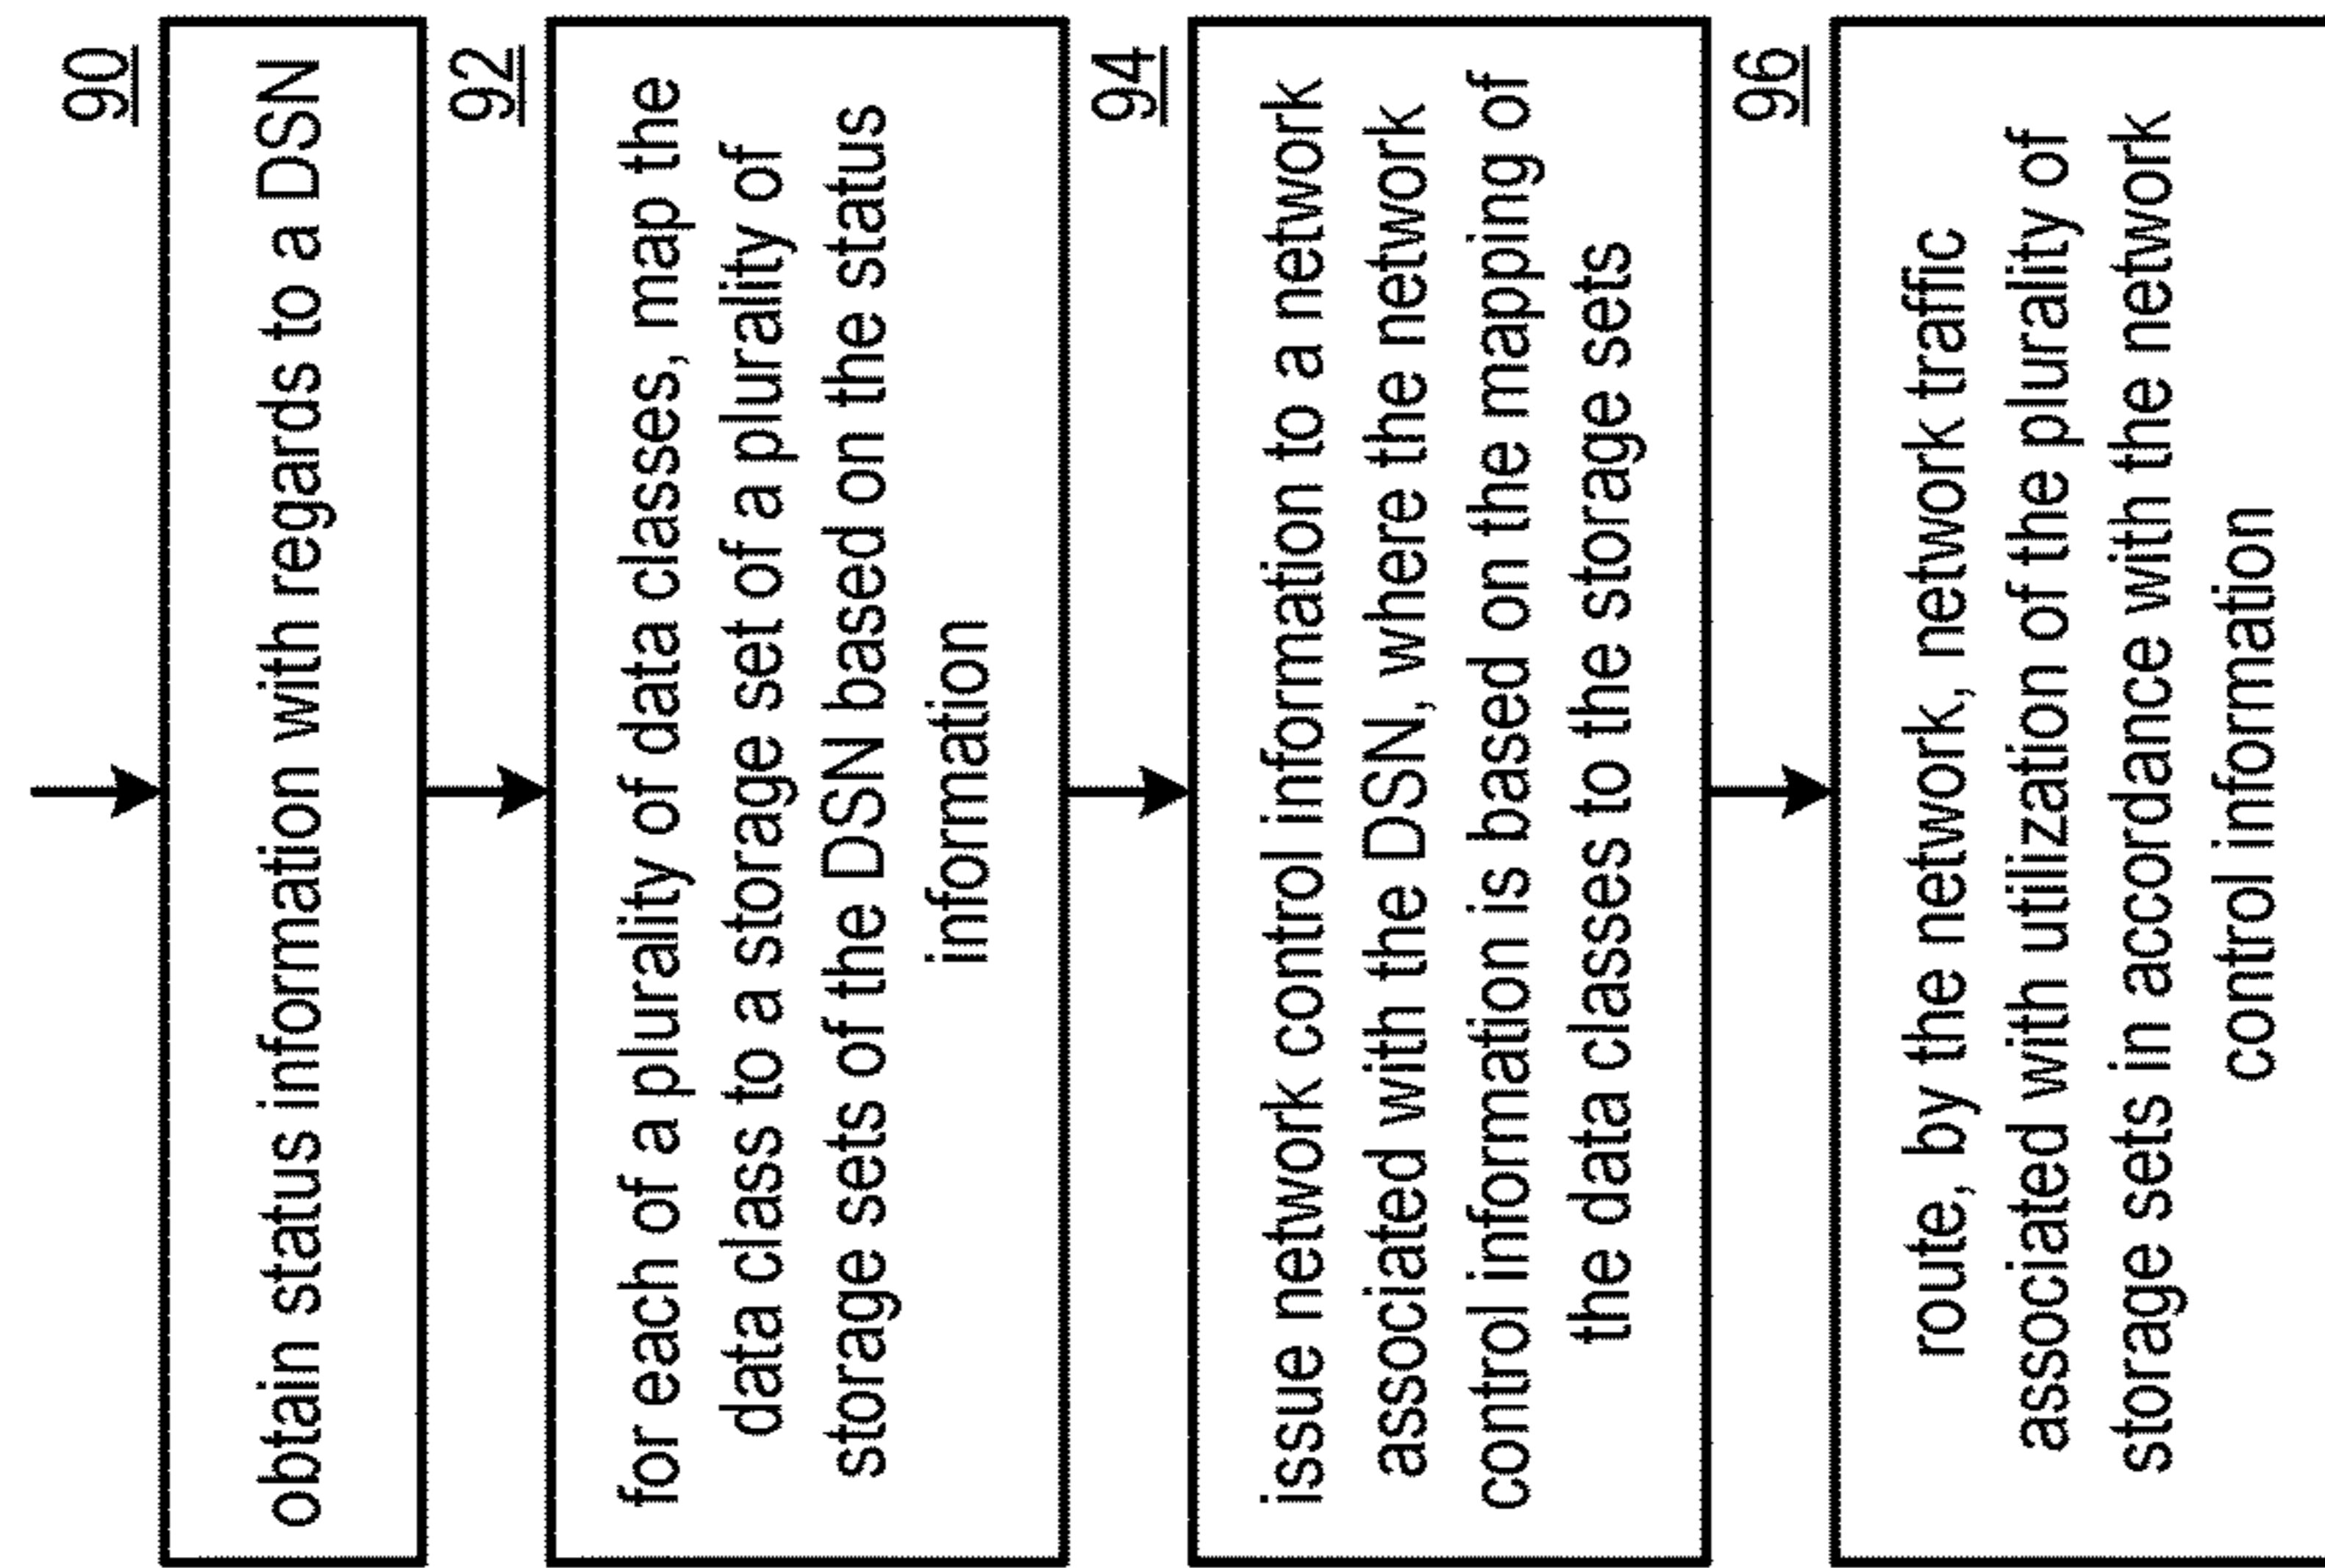 90
obtain status information with regards to a DSN
92
for each of a plurality of data classes, map the
data class to a storage set of a plurality of
storage sets of the DSN based on the status
information
94
issue network control information to a network
associated with the DSN, where the network
control information is based on the mapping of
the data classes to the storage sets
96
route, by the network, network traffic
associated with utilization of the plurality of
storage sets in accordance with the network
control information